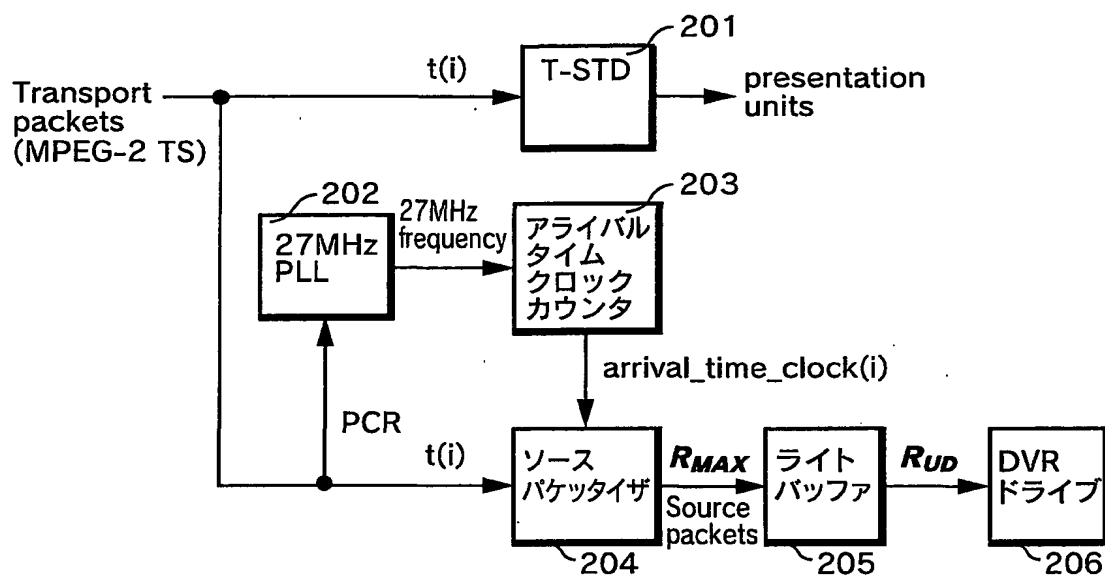 201
t(i)
T-STD
Transport
packets
(MPEG-2 TS)
presentation
units
202
27MHz
PLL
27MHz
frequency
203
アライバル
タイム
クロック
カウンタ
arrival_time_clock(i)
PCR
t(i)
ソース
パケッタイザ
204
RMAX
Source
packets
ライト
バッファ
205
RUD
DVR
ドライブ
206